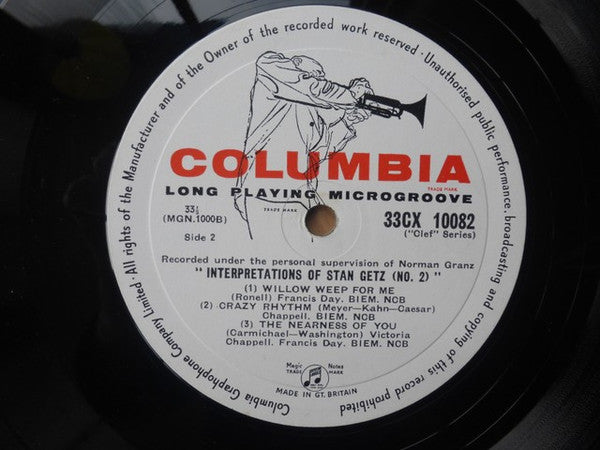 All rights of the Manufacturer and of the Owner of the recorded work reserved · Unauthorised public performance, broadcasting and copying of this record prohibited
COLUMBIA
TRADE MARK
LONG PLAYING MICROGROOVE
TRADE MARK
33⅓
(MGN.1000B)
33CX 10082
("Clef" Series)
Side 2
Recorded under the personal supervision of Norman Granz
" INTERPRETATIONS OF STAN GETZ (NO. 2) "
(1) WILLOW WEEP FOR ME
(Ronell) Francis Day. BIEM. NCB
(2) CRAZY RHYTHM (Meyer—Kahn—Caesar)
Chappell. BIEM. NCB
(3) THE NEARNESS OF YOU
(Carmichael—Washington) Victoria
Chappell. Francis Day. BIEM. NCB
Magic Notes
TRADE MARK
MADE IN GT. BRITAIN
Columbia Graphophone Company Limited ·